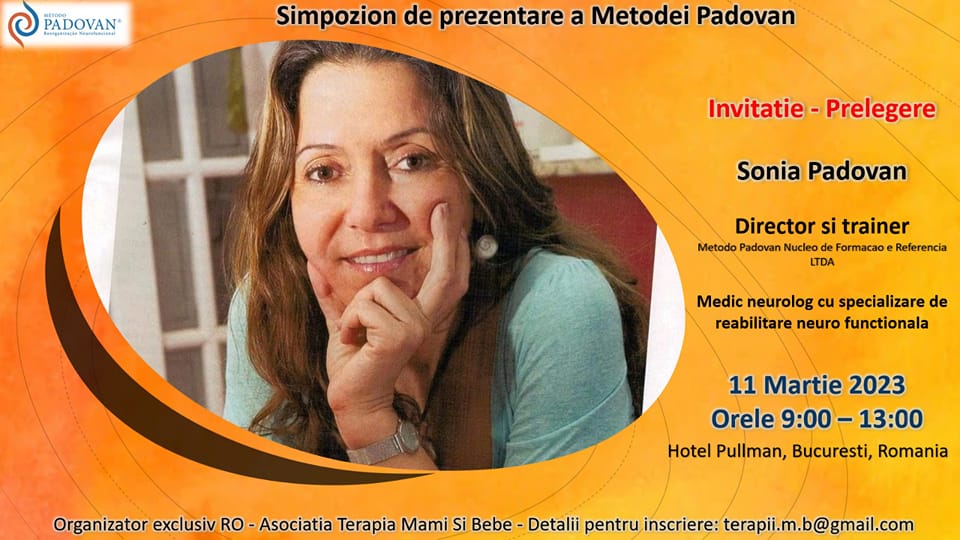 MÉTODO
PADOVAN®
Reorganização Neurofuncional
Simpozion de prezentare a Metodei Padovan
Invitatie - Prelegere
Sonia Padovan
Director si trainer
Metodo Padovan Nucleo de Formacao e Referencia
LTDA
Medic neurolog cu specializare de
reabilitare neuro functionala
11 Martie 2023
Orele 9:00 – 13:00
Hotel Pullman, Bucuresti, Romania
Organizator exclusiv RO - Asociatia Terapia Mami Si Bebe - Detalii pentru inscriere: terapii.m.b@gmail.com